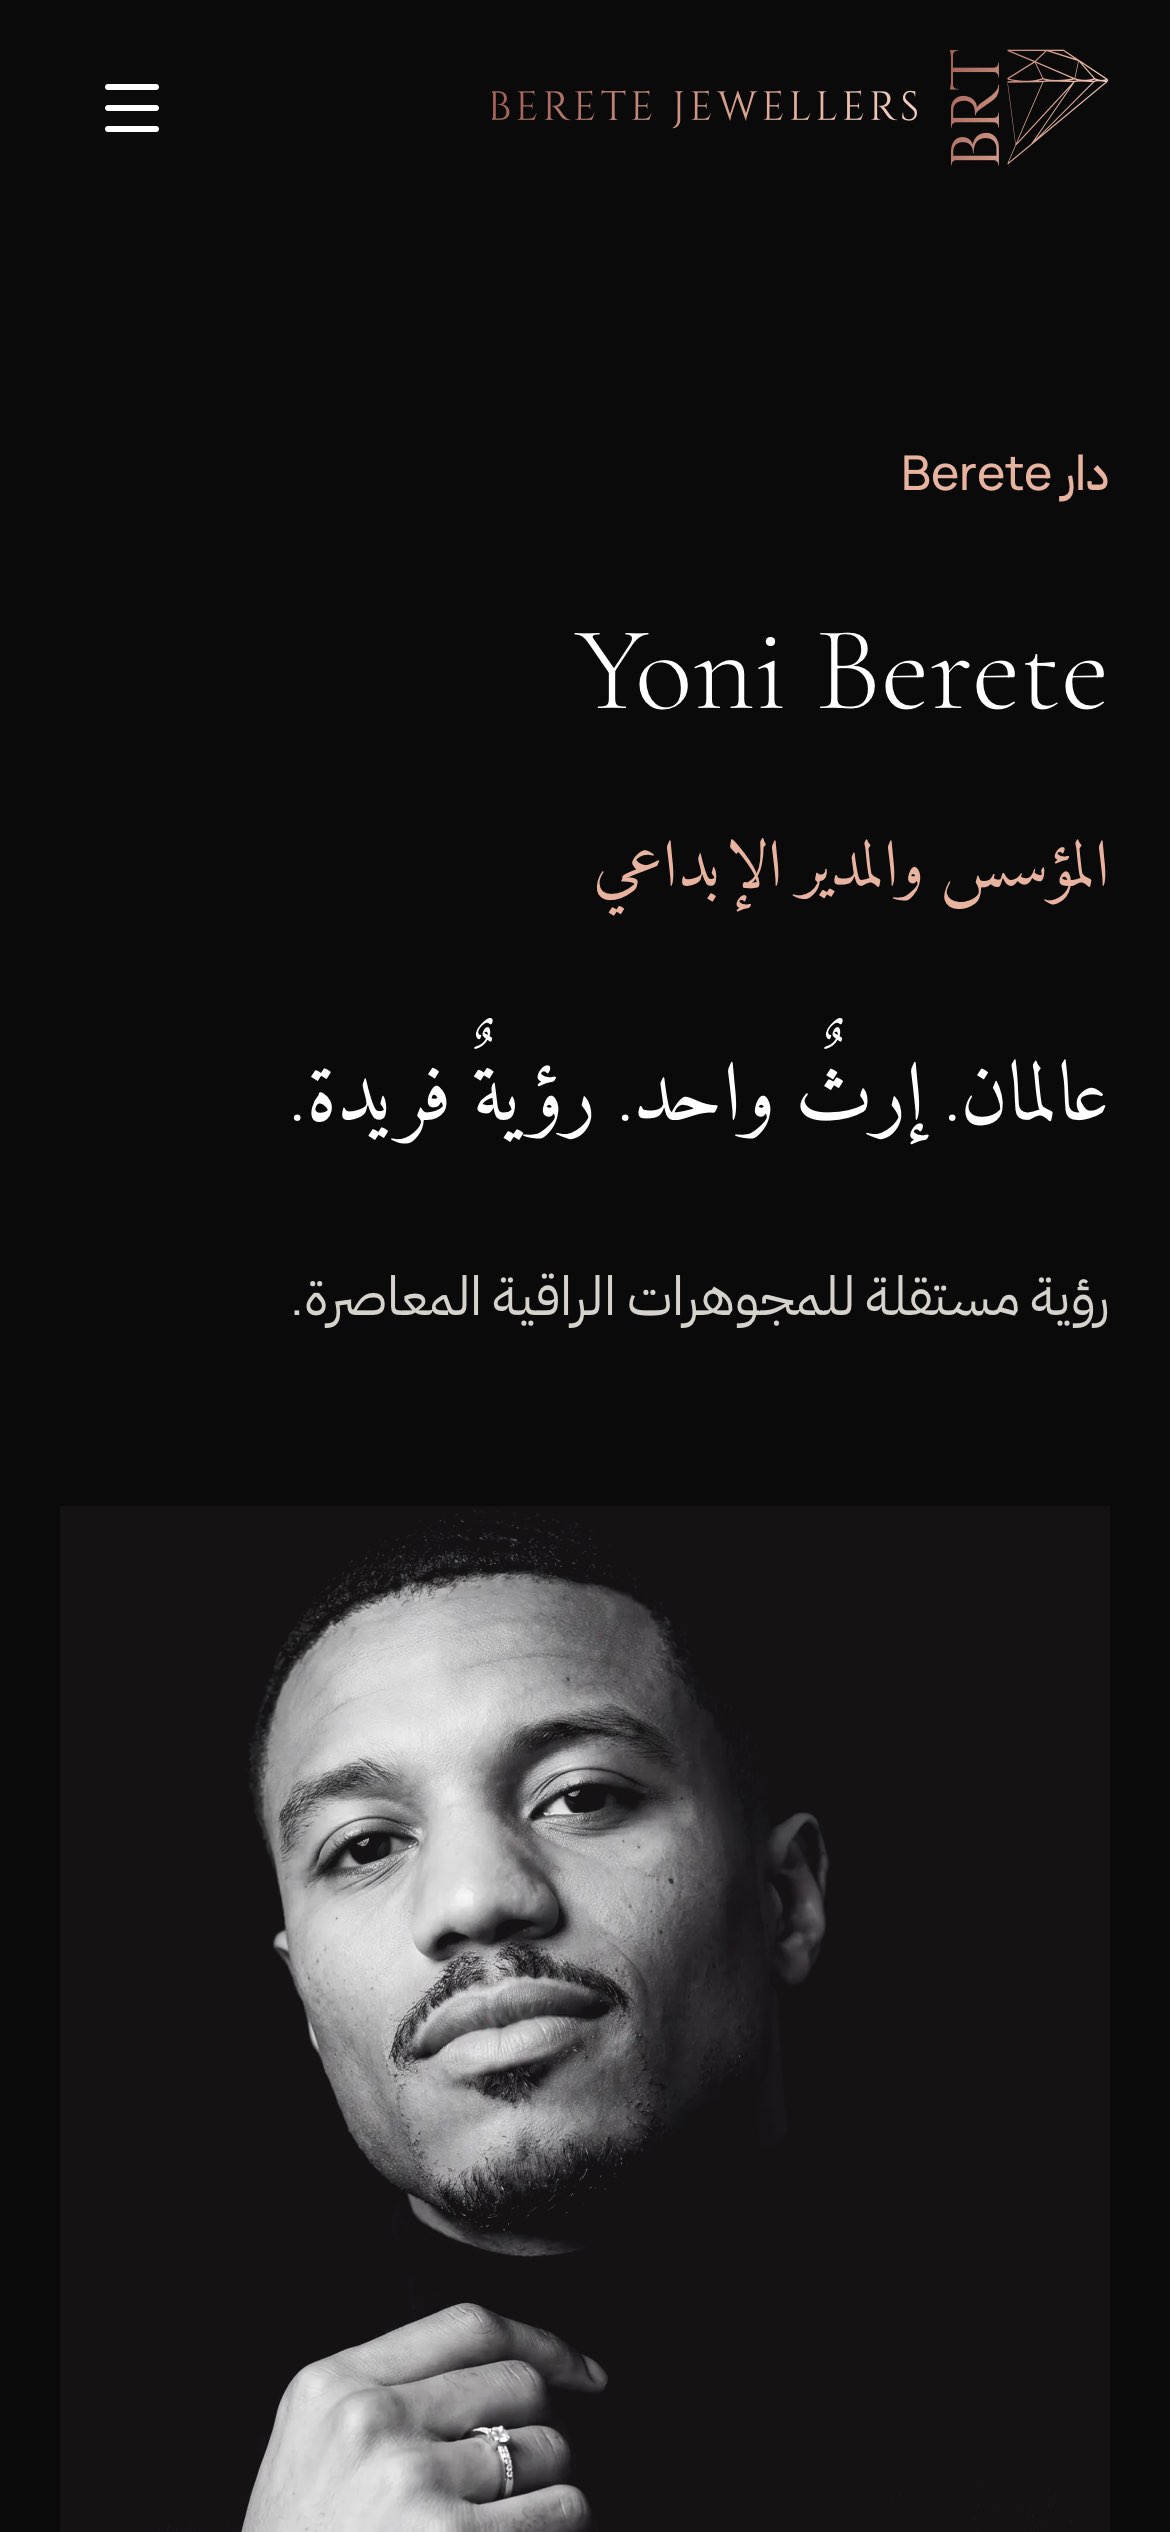 BERETE JEWELLERS
BRT
دار Berete
Yoni Berete
المؤسس والمدير الإبداعي
عالمان. إرثٌ واحد. رؤيةٌ فريدة.
رؤية مستقلة للمجوهرات الراقية المعاصرة.